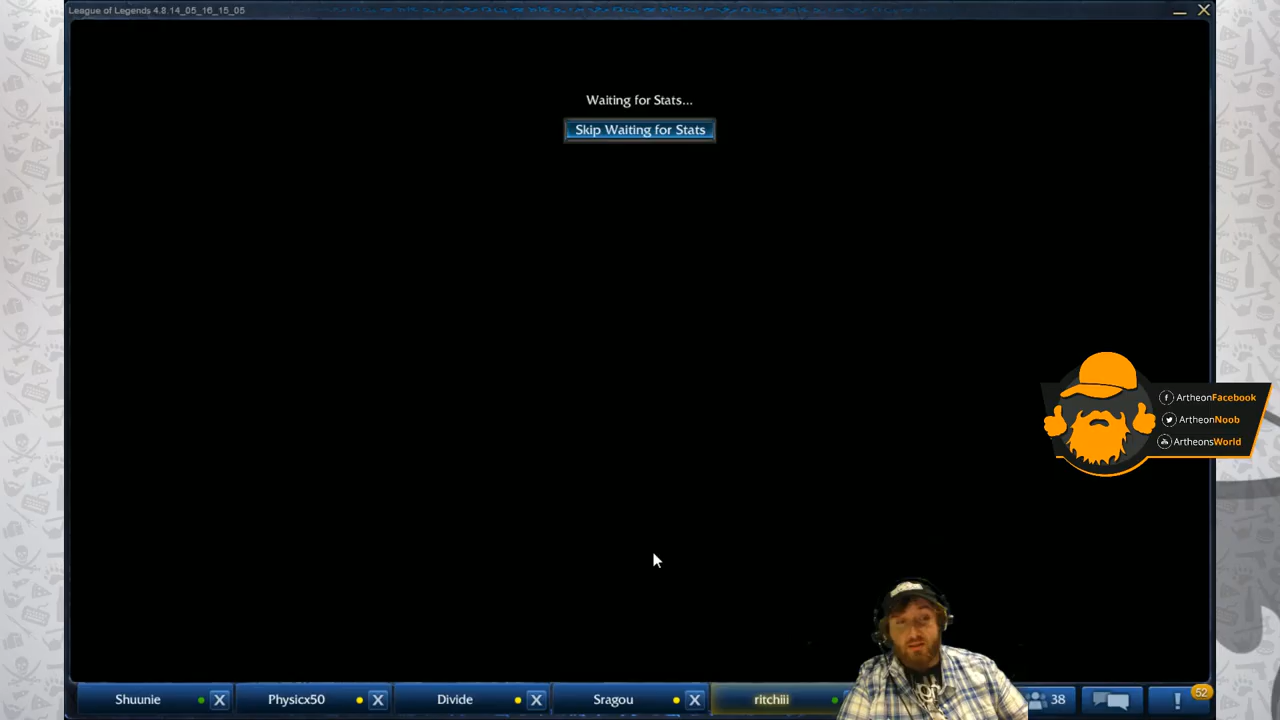 League of Legends 4.8.14_05_16_15_05
Waiting for Stats...
Skip Waiting for Stats
ArtheonFacebook
ArtheonNoob
ArtheonsWorld
Shuunie
Physicx50
Divide
Sragou
ritchiii
38
52